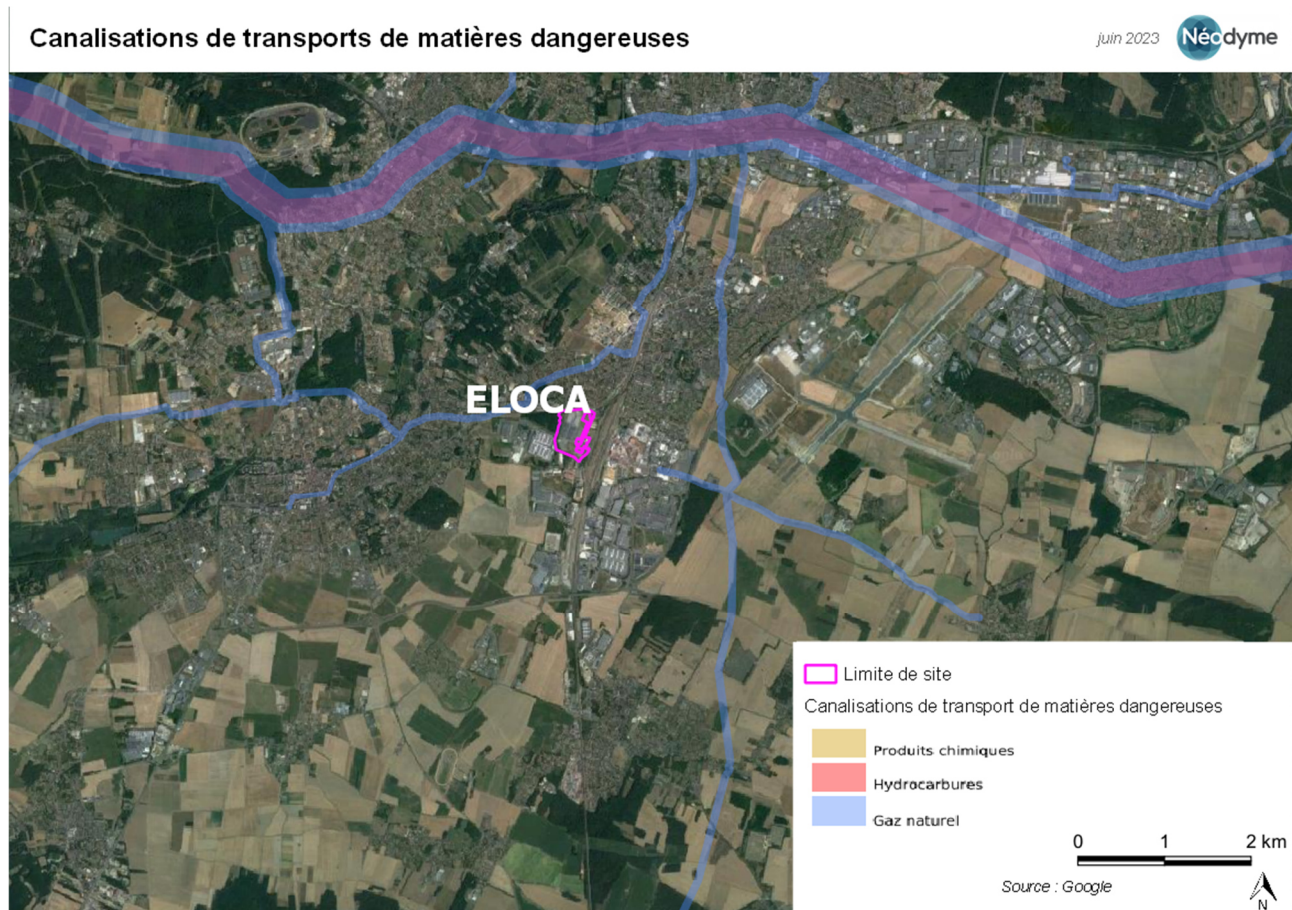 Canalisations de transports de matières dangereuses
juin 2023
Néodyme
ELOCA
Limite de site
Canalisations de transport de matières dangereuses
Produits chimiques
Hydrocarbures
Gaz naturel
0 1 2 km
Source : Google
N